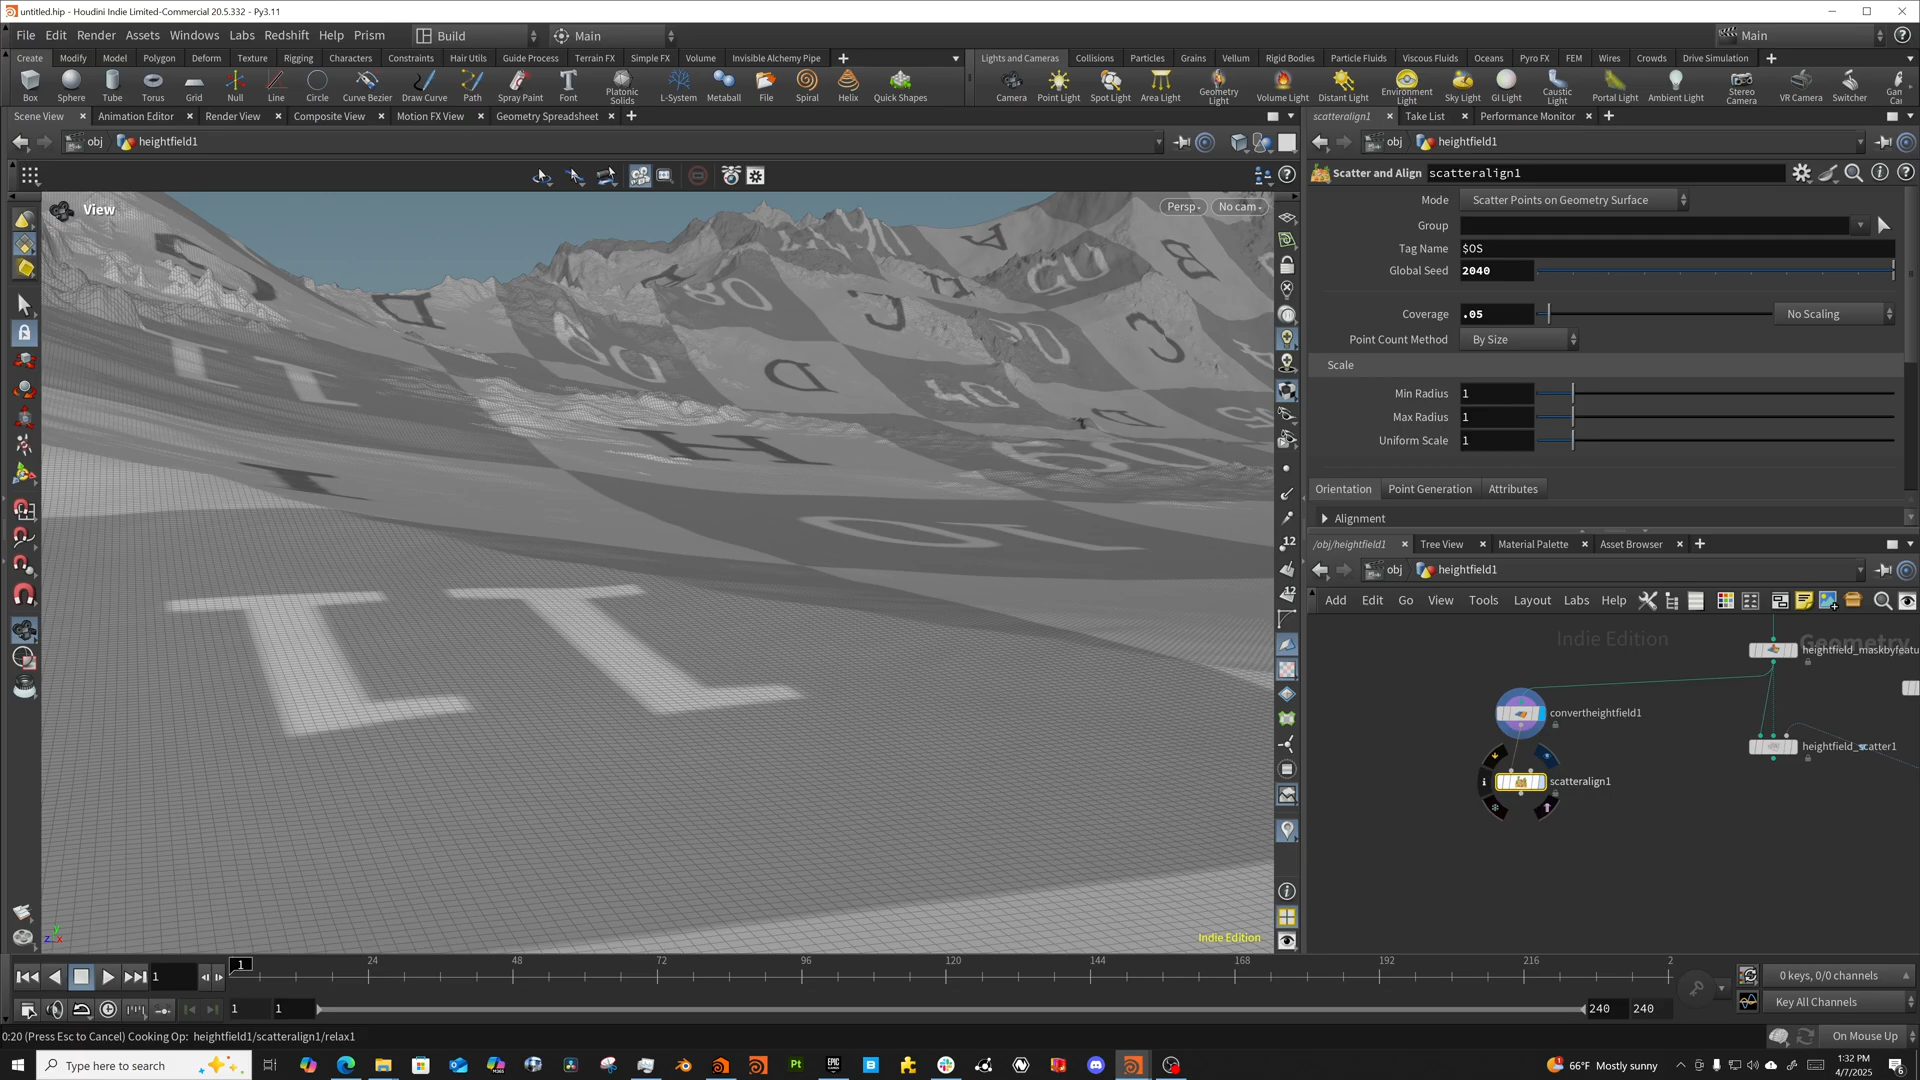 untitled.hip - Houdini Indie Limited-Commercial 20.5.332 - Py3.11
File Edit Render Assets Windows Labs Redshift Help Prism Build Main Main
Create Modify Model Polygon Deform Texture Rigging Characters Constraints Hair Utils Guide Process Terrain FX Simple FX Volume Invisible Alchemy Pipe
Lights and Cameras Collisions Particles Grains Vellum Rigid Bodies Particle Fluids Viscous Fluids Oceans Pyro FX FEM Wires Crowds Drive Simulation
Box Sphere Tube Torus Grid Null Line Circle Curve Bezier Draw Curve Path Spray Paint Font Platonic Solids L-System Metaball File Spiral Helix Quick Shapes
Camera Point Light Spot Light Area Light Geometry Light Volume Light Distant Light Environment Light Sky Light GI Light Caustic Light Portal Light Ambient Light Stereo Camera VR Camera Switcher
Scene View Animation Editor Render View Composite View Motion FX View Geometry Spreadsheet
scatteralign1 Take List Performance Monitor
obj heightfield1
obj heightfield1
Scatter and Align scatteralign1
View
Persp No cam
Mode Scatter Points on Geometry Surface
Group
Tag Name $OS
Global Seed 2040
Coverage .05 No Scaling
Point Count Method By Size
Scale
Min Radius 1
Max Radius 1
Uniform Scale 1
Orientation Point Generation Attributes
Alignment
/obj/heightfield1 Tree View Material Palette Asset Browser
obj heightfield1
Add Edit Go View Tools Layout Labs Help
Indie Edition
Geometry
heightfield_maskbyfeatu
convertheightfield1
heightfield_scatter1
scatteralign1
Indie Edition
1 1 24 48 72 96 120 144 168 192 216 2
0 keys, 0/0 channels
1 1 240 240 Key All Channels
0:20 (Press Esc to Cancel) Cooking Op: heightfield1/scatteralign1/relax1
On Mouse Up
Type here to search
66°F Mostly sunny
1:32 PM
4/7/2025